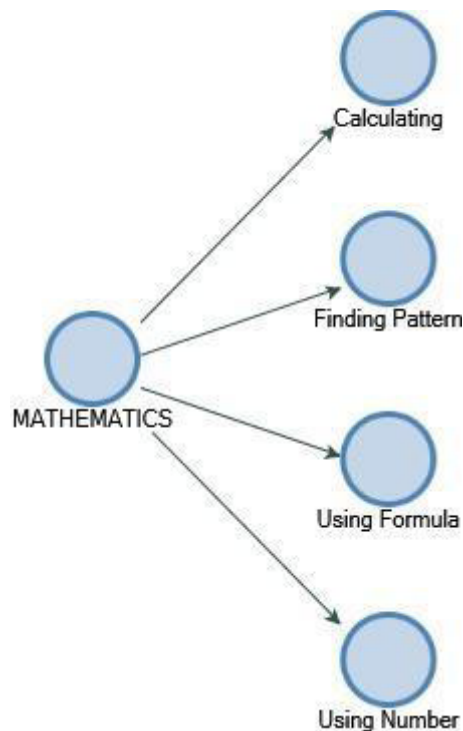 Calculating
Finding Pattern
MATHEMATICS
Using Formula
Using Number